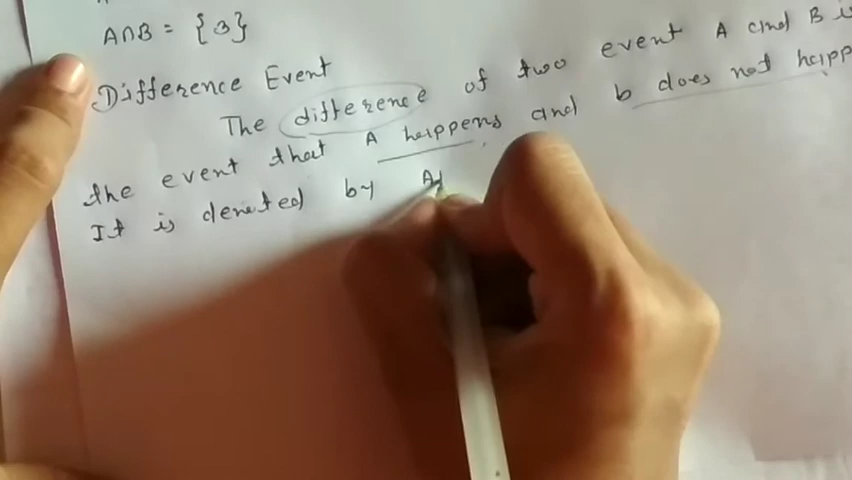 A∩B = {3}
Difference Event
The difference of two event A and B is
the event that A happens and b does not happ
It is denoted by A